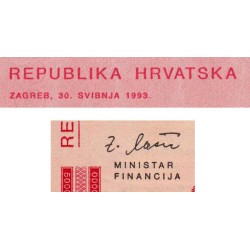 REPUBLIKA HRVATSKA
ZAGREB, 30. SVIBNJA 1993.
RE
MINISTAR
FINANCIJA